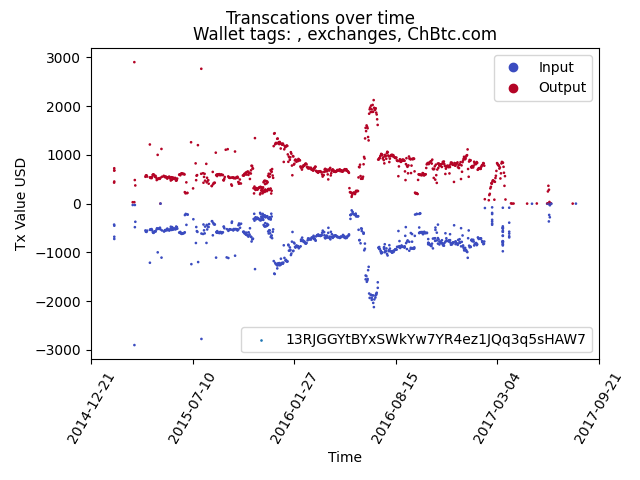 Transcations over time
Wallet tags: , exchanges, ChBtc.com
Tx Value USD
3000
2000
1000
0
−1000
−2000
−3000
Input
Output
13RJGGYtBYxSWkYw7YR4ez1JQq3q5sHAW7
2014-12-21
2015-07-10
2016-01-27
2016-08-15
2017-03-04
2017-09-21
Time